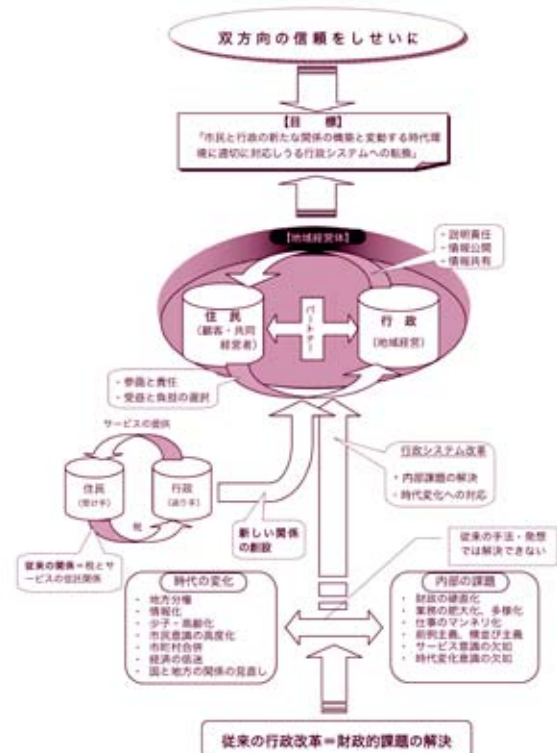 双方向の信頼をしせいに
【目　標】
「市民と行政の新たな関係の構築と変動する時代環
境に適切に対応しうる行政システムへの転換」
【地域経営体】
・説明責任
・情報公開
・情報共有
住　民
（顧客・共同
経営者）
パートナー
行　政
（地域経営）
・参画と責任
・受益と負担の選択
サービスの提供
住民
（受け手）
行政
（送り手）
税
従来の関係＝税とサ
ービスの信託関係
新しい関係
の創設
行政システム改革
・内部課題の解決
・時代変化への対応
従来の手法・発想
では解決できない
時代の変化
・地方分権
・情報化
・少子・高齢化
・市民意識の高度化
・市町村合併
・経済の低迷
・国と地方の関係の見直し
内部の課題
・財政の硬直化
・業務の肥大化、多様化
・仕事のマンネリ化
・前例主義、横並び主義
・サービス意識の欠如
・時代変化意識の欠如
従来の行政改革＝財政的課題の解決